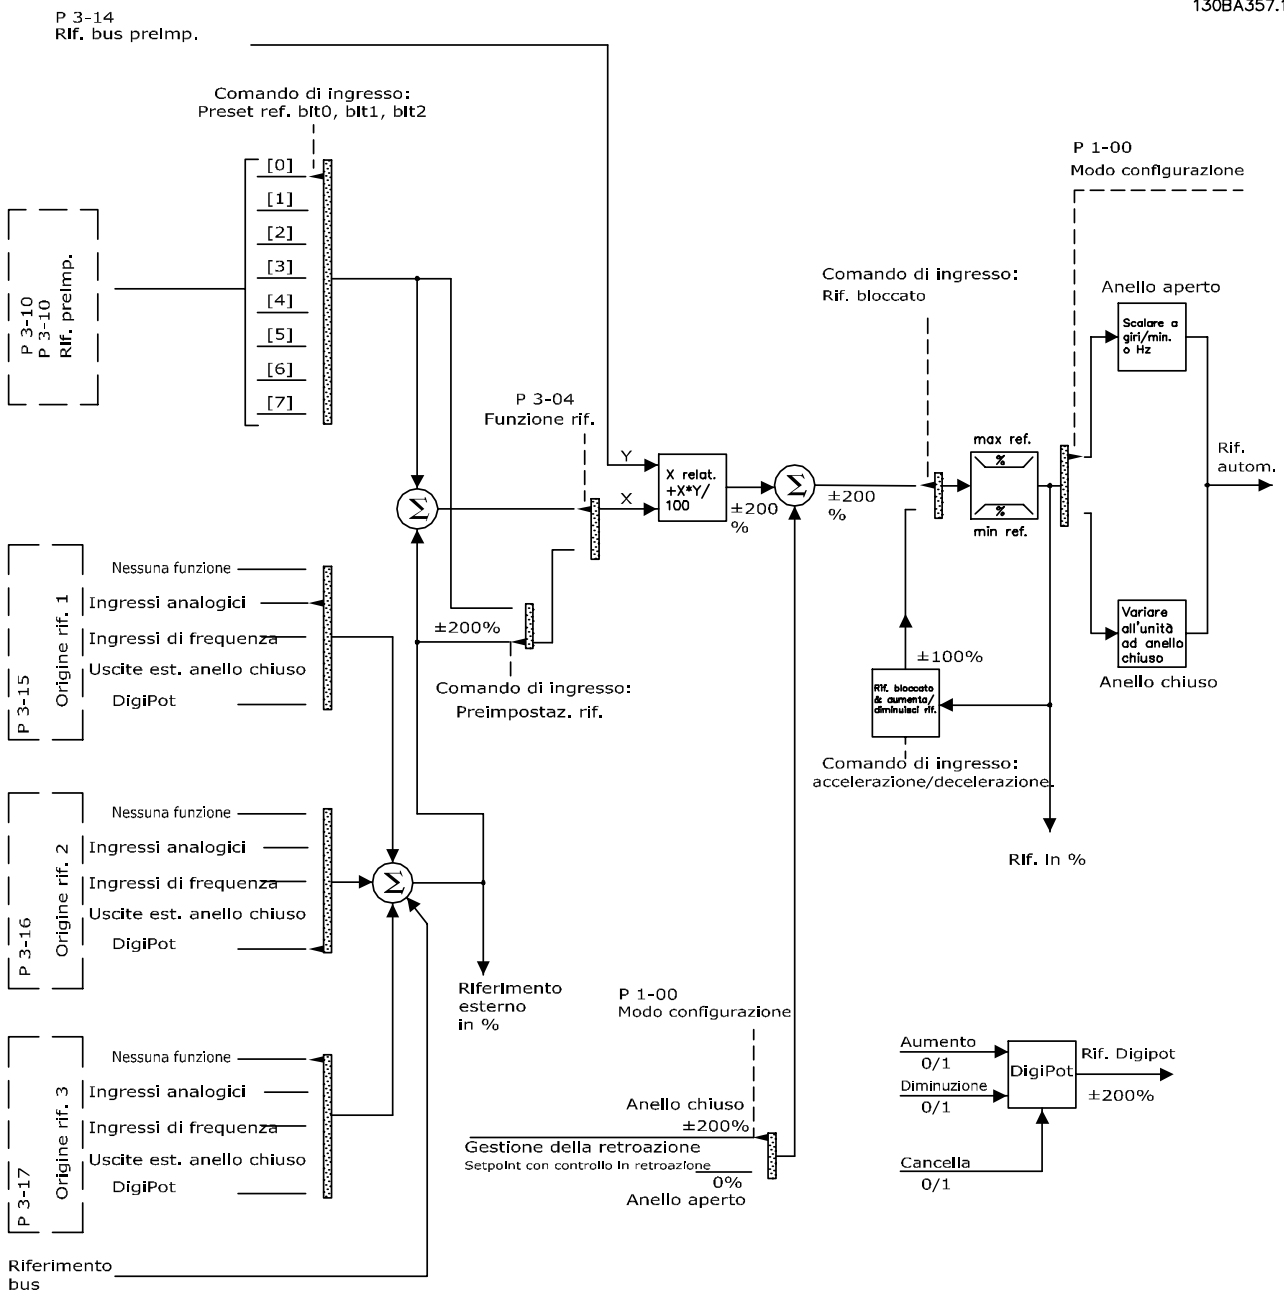 130BA357.1
P 3-14
Rif. bus preimp.
Comando di ingresso:
Preset ref. bit0, bit1, bit2
[0]
[1]
[2]
[3]
[4]
[5]
[6]
[7]
P 3-10
P 3-10
Rif. preimp.
P 1-00
Modo configurazione
Comando di ingresso:
Rif. bloccato
Anello aperto
Scalare a
giri/min.
o Hz
P 3-04
Funzione rif.
Y
X
X relat.
+X*Y/
100
±200
%
Σ
±200
%
max ref.
%
%
min ref.
Rif.
autom.
Σ
P 3-15
Origine rif. 1
Nessuna funzione
Ingressi analogici
Ingressi di frequenza
Uscite est. anello chiuso
DigiPot
±200%
Comando di ingresso:
Preimpostaz. rif.
Variare
all'unità
ad anello
chiuso
Anello chiuso
±100%
Rif. bloccato
& aumenta/
diminuisci rif.
Comando di ingresso:
accelerazione/decelerazione.
Rif. in %
P 3-16
Origine rif. 2
Nessuna funzione
Ingressi analogici
Ingressi di frequenza
Uscite est. anello chiuso
DigiPot
Σ
Riferimento
esterno
in %
P 1-00
Modo configurazione
Anello chiuso
±200%
Gestione della retroazione
Setpoint con controllo in retroazione
0%
Anello aperto
Aumento
0/1
Diminuzione
0/1
Cancella
0/1
DigiPot
Rif. Digipot
±200%
P 3-17
Origine rif. 3
Nessuna funzione
Ingressi analogici
Ingressi di frequenza
Uscite est. anello chiuso
DigiPot
Riferimento
bus